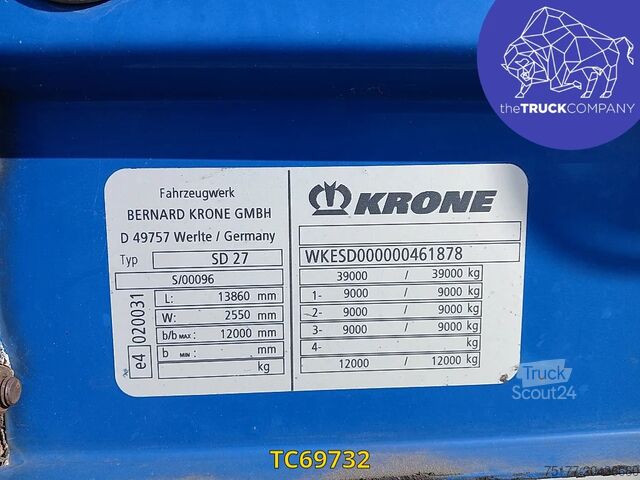 theTRUCKCOMPANY
Fahrzeugwerk
BERNARD KRONE GMBH
D 49757 Werlte / Germany
Typ SD 27
S/00096
e4 020031
L: 13860 mm
W: 2550 mm
b/b MAX: 12000 mm
b MIN: mm
kg
KRONE
WKESD000000461878
39000 / 39000 kg
1- 9000 / 9000 kg
2- 9000 / 9000 kg
3- 9000 / 9000 kg
4- / kg
12000 / 12000 kg
Truck
Scout24
TC69732